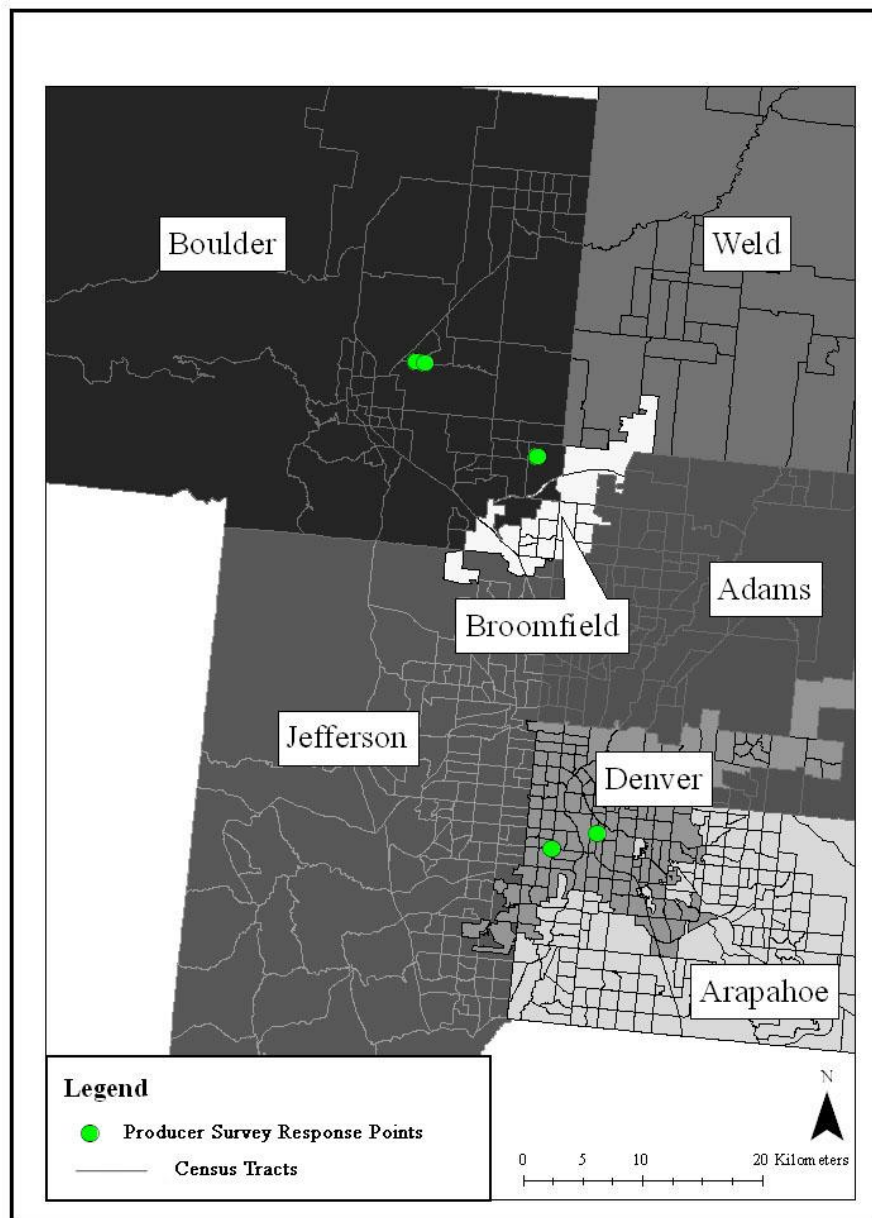 Boulder
Weld
Adams
Broomfield
Jefferson
Denver
Arapahoe
Legend
Producer Survey Response Points
Census Tracts
N
0 5 10 20 Kilometers